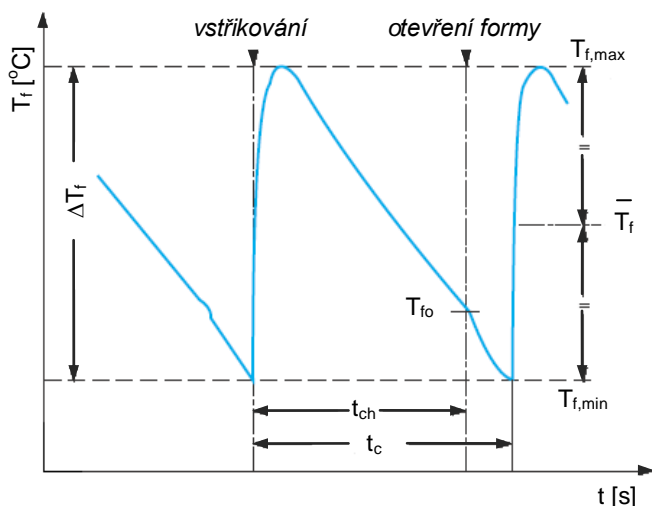 vstřikování
otevření formy
T_f [°C]
T_f,max
ΔT_f
=
T̄_f
T_fo
=
T_f,min
t_ch
t_c
t [s]